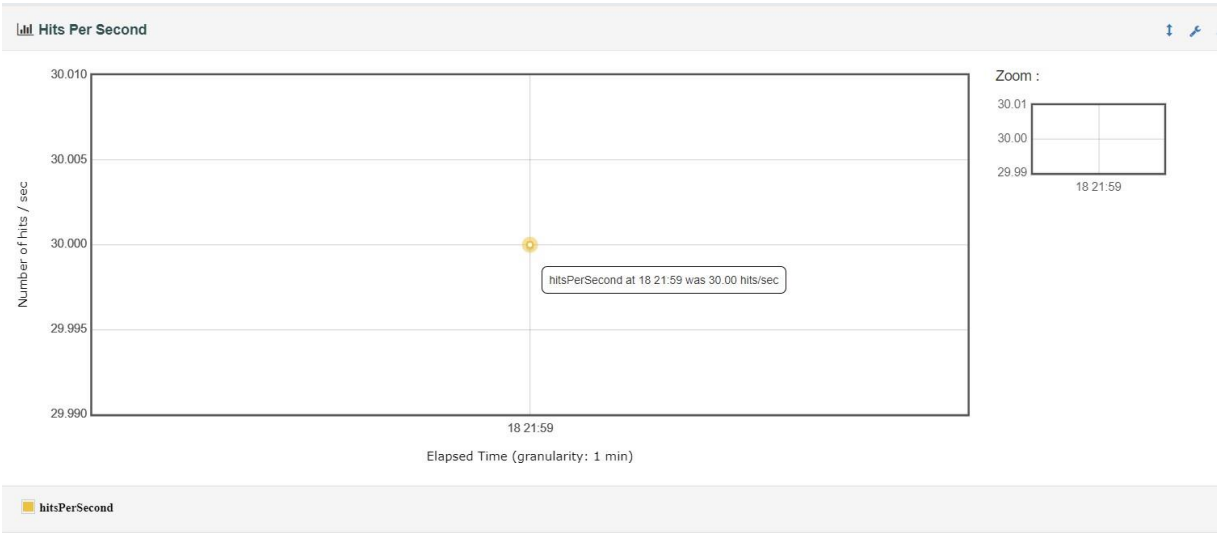 Hits Per Second
30.010
30.005
30.000
29.995
29.990
Number of hits / sec
hitsPerSecond at 18 21:59 was 30.00 hits/sec
18 21:59
Elapsed Time (granularity: 1 min)
Zoom :
30.01
30.00
29.99
18 21:59
hitsPerSecond